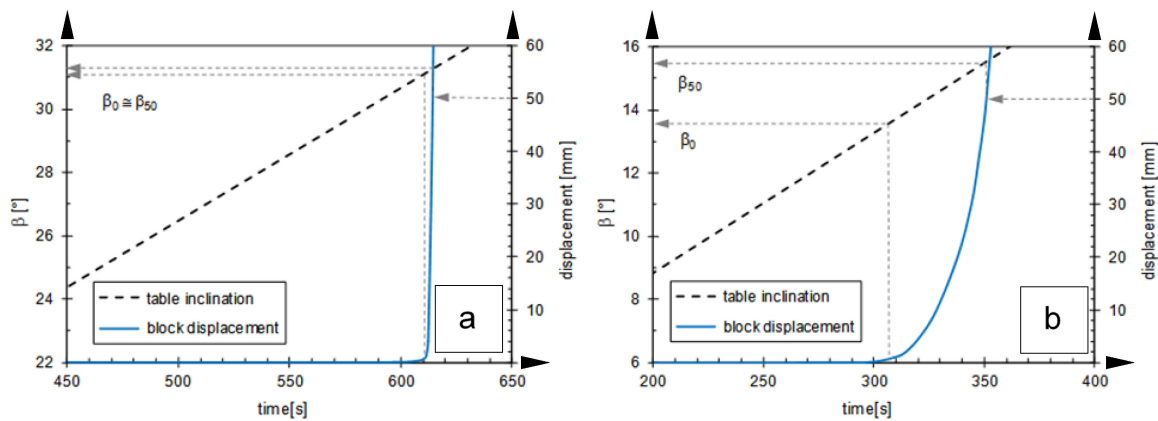 32
30
28
26
24
22
β [°]
60
50
40
30
20
10
0
displacement [mm]
β₀ ≅ β₅₀
table inclination
block displacement
a
450
500
550
600
650
time[s]
16
14
12
10
8
6
β [°]
60
50
40
30
20
10
0
displacement [mm]
β₅₀
β₀
table inclination
block displacement
b
200
250
300
350
400
time[s]